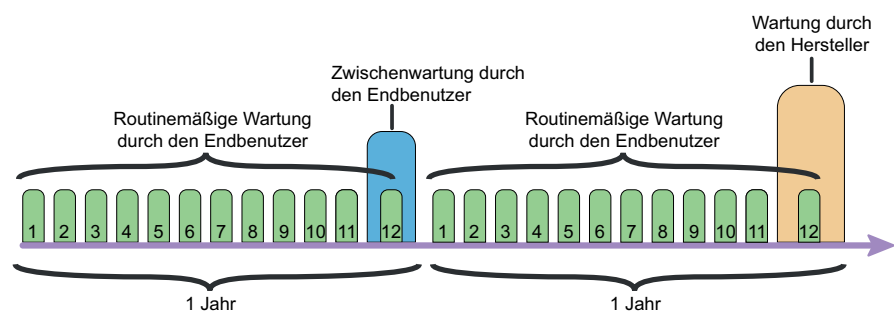 Wartung durch
den Hersteller
Zwischenwartung durch
den Endbenutzer
Routinemäßige Wartung
durch den Endbenutzer
Routinemäßige Wartung
durch den Endbenutzer
1 2 3 4 5 6 7 8 9 10 11 12 1 2 3 4 5 6 7 8 9 10 11 12
1 Jahr
1 Jahr